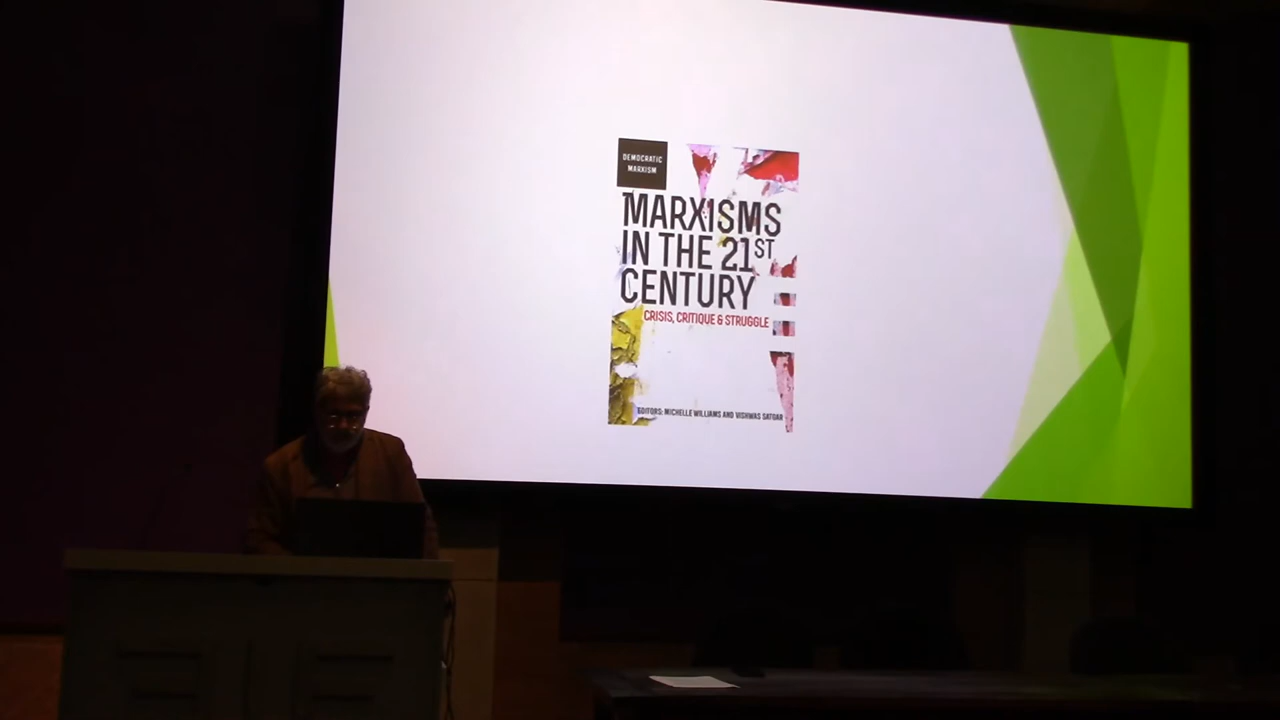 DEMOCRATIC
MARXISM
MARXISMS
IN THE 21ST
CENTURY
CRISIS, CRITIQUE & STRUGGLE
EDITORS: MICHELLE WILLIAMS AND VISHWAS SATGAR